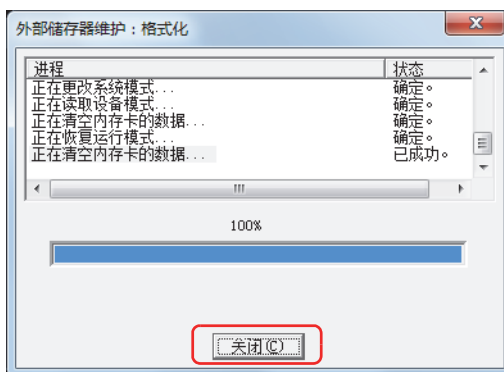 外部储存器维护：格式化
进程 状态
正在更改系统模式... 确定。
正在读取设备模式... 确定。
正在清空内存卡的数据... 确定。
正在恢复运行模式... 确定。
正在清空内存卡的数据... 已成功。
100%
关闭(C)